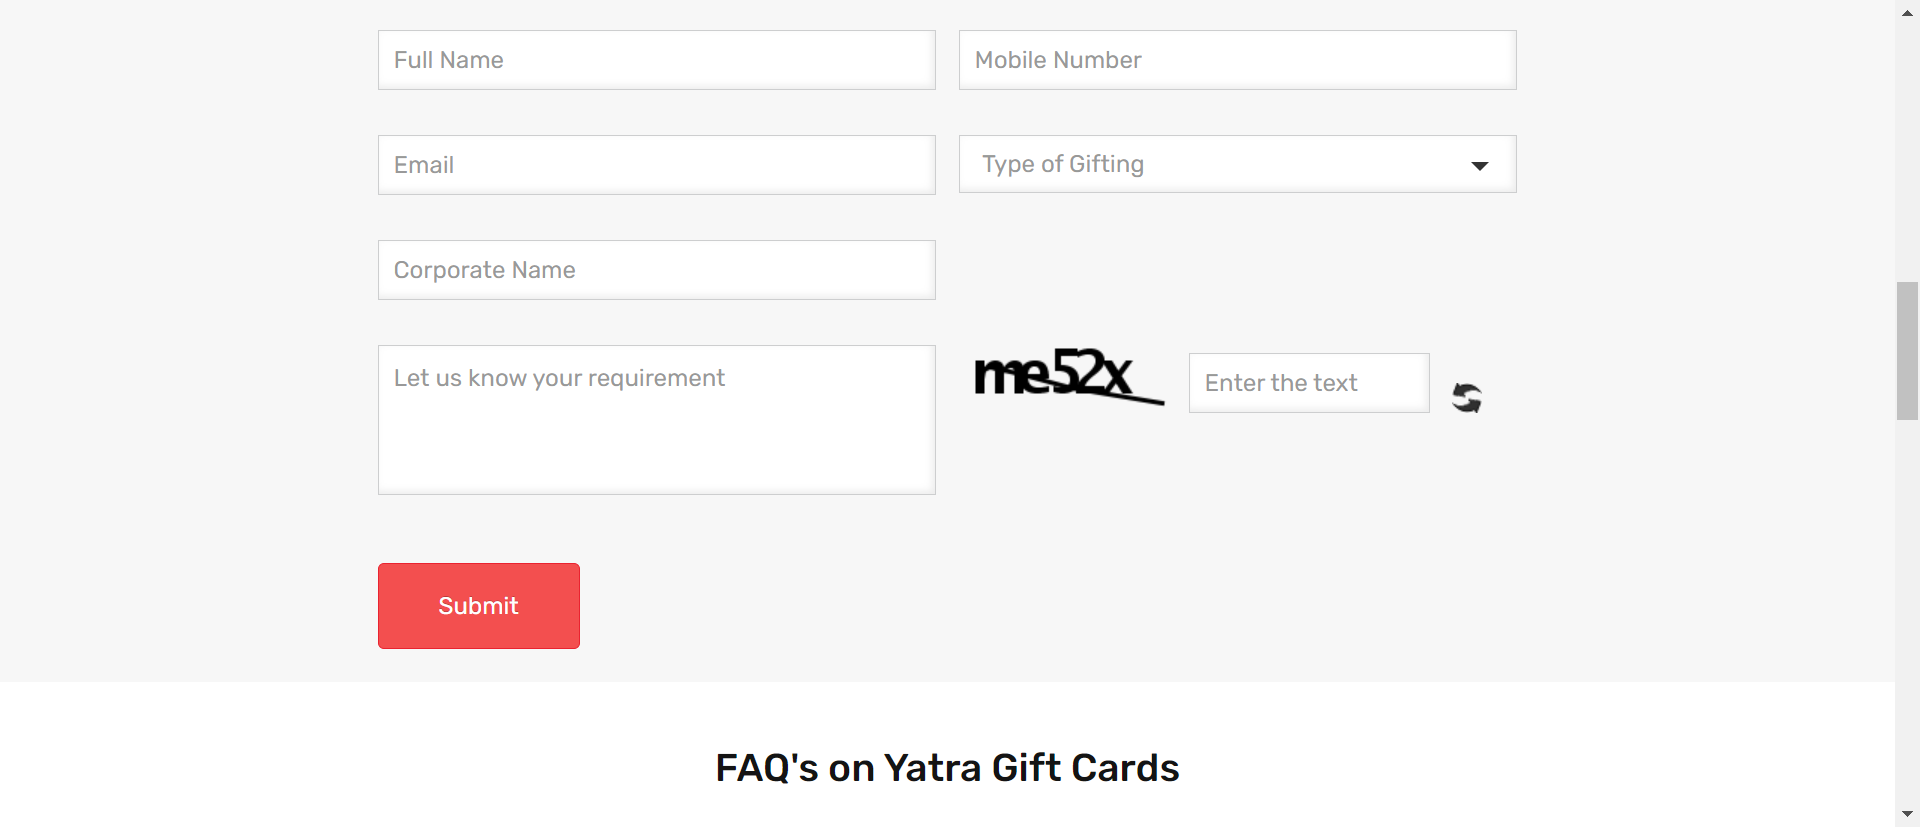 Full Name
Mobile Number
Email
Type of Gifting
Corporate Name
Let us know your requirement
me52x
Enter the text
Submit
FAQ's on Yatra Gift Cards